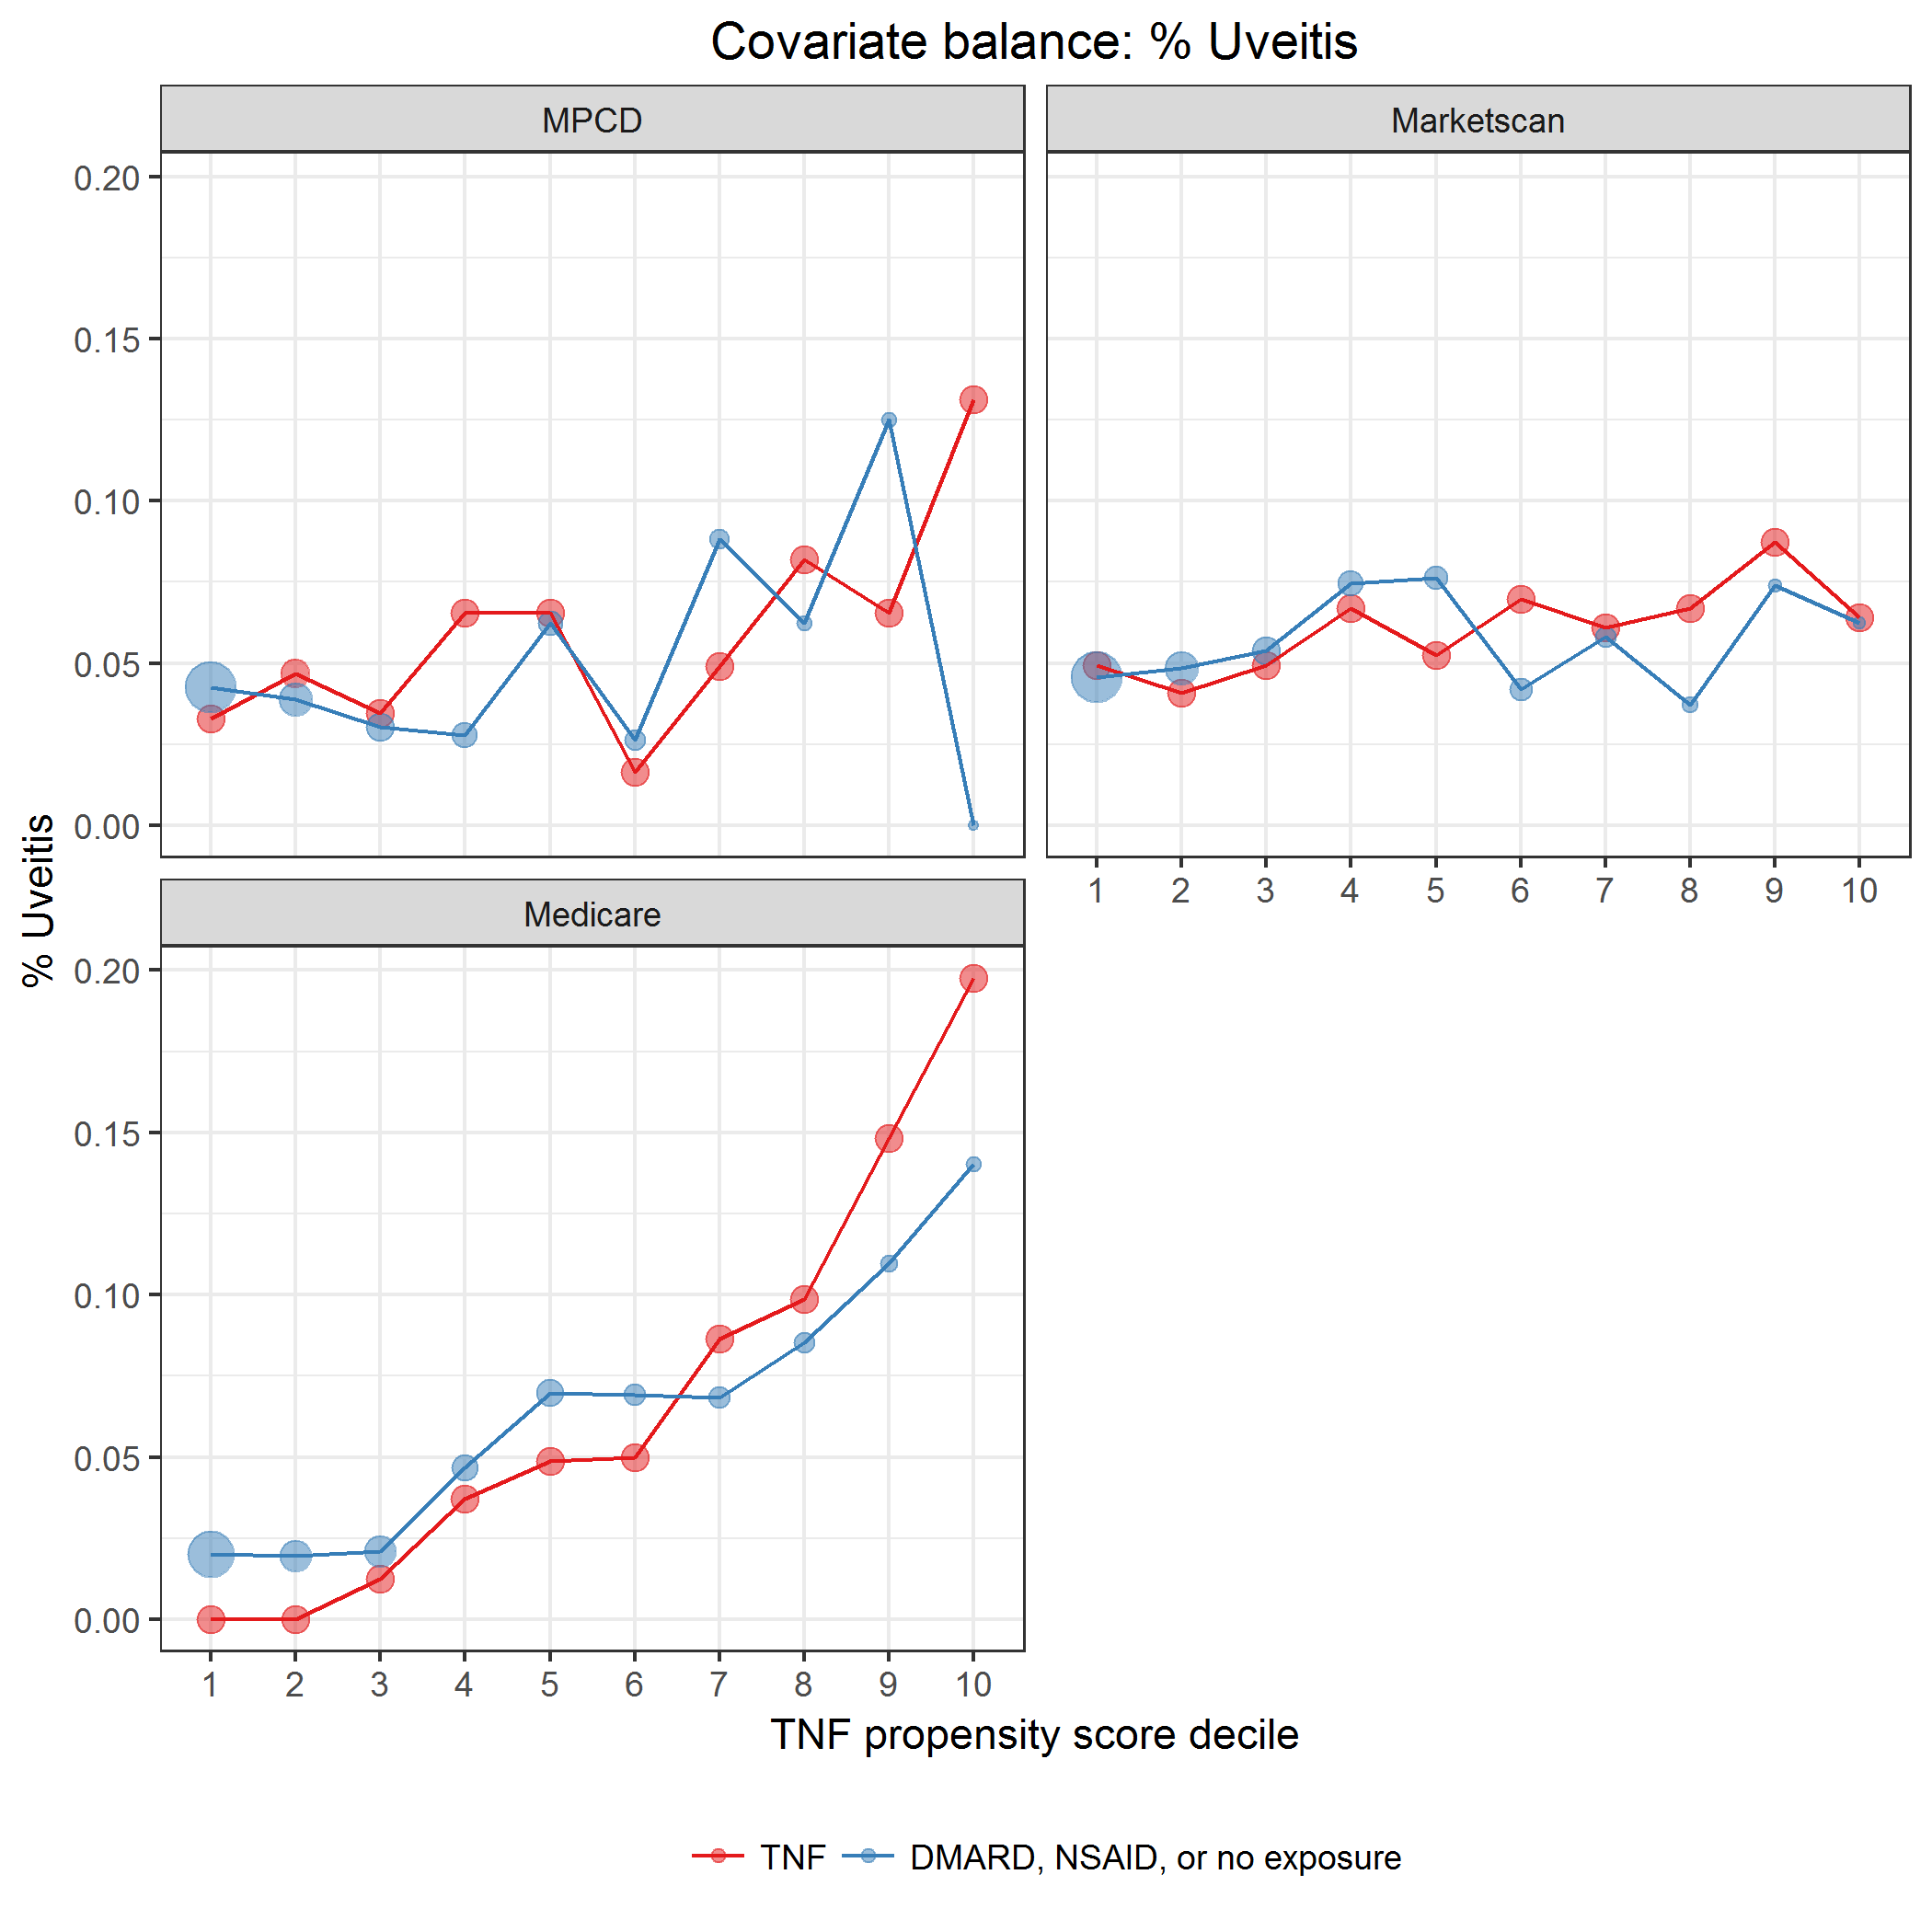 Covariate balance: % Uveitis
MPCD
Marketscan
0.20
0.15
0.10
0.05
0.00
1 2 3 4 5 6 7 8 9 10
% Uveitis
Medicare
0.20
0.15
0.10
0.05
0.00
1 2 3 4 5 6 7 8 9 10
TNF propensity score decile
TNF DMARD, NSAID, or no exposure